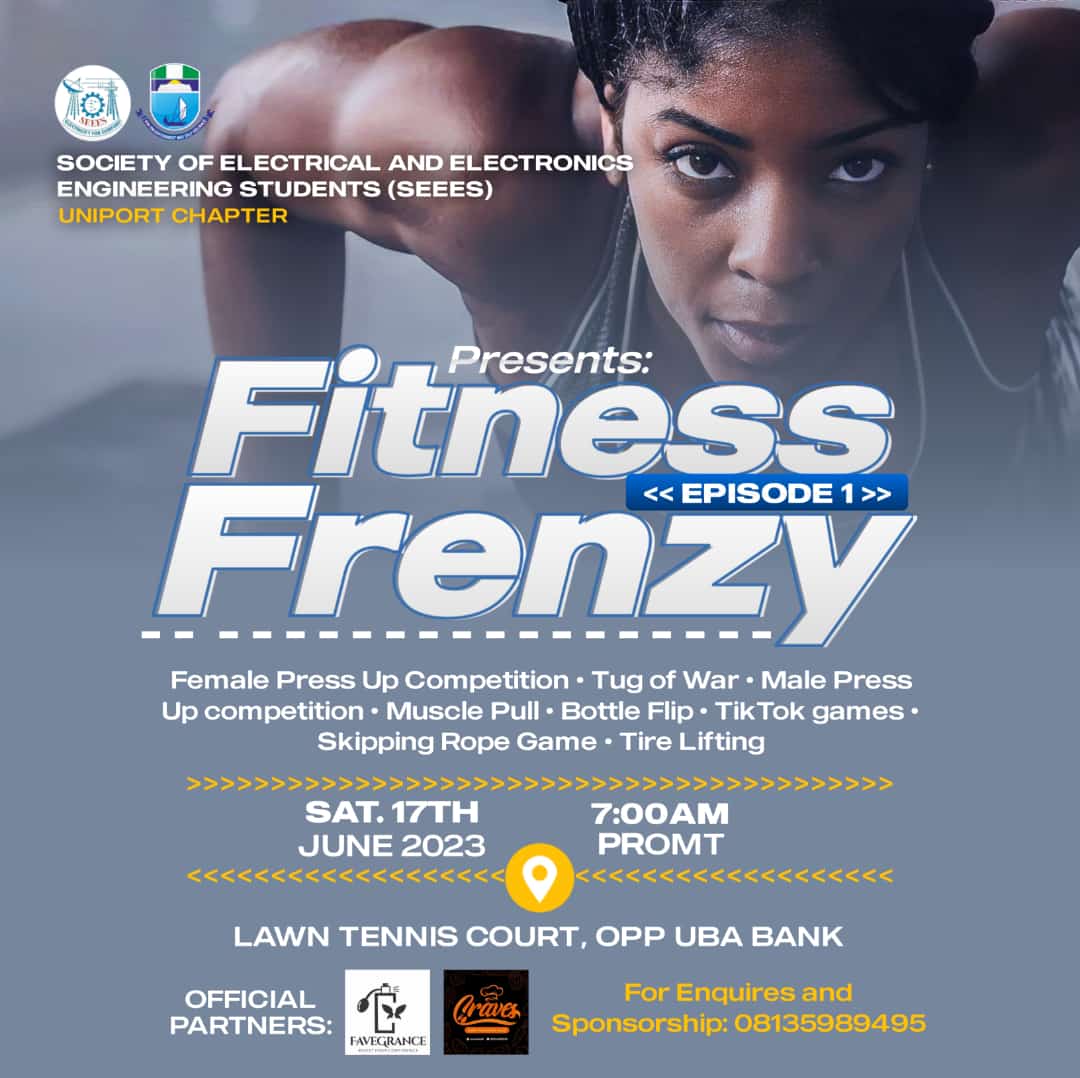 SEEES
SOCIETY OF ELECTRICAL AND ELECTRONICS
ENGINEERING STUDENTS (SEEES)
UNIPORT CHAPTER
Presents:
Fitness
<< EPISODE 1 >>
Frenzy
Female Press Up Competition • Tug of War • Male Press
Up competition • Muscle Pull • Bottle Flip • TikTok games •
Skipping Rope Game • Tire Lifting
>>>>>>>>>>>>>>>>>>>>>>>>>>>>>>>>>>>>>>>>>>
SAT. 17TH
JUNE 2023
7:00AM
PROMT
<<<<<<<<<<<<<<<<<<< <<<<<<<<<<<<<<<<<<<
LAWN TENNIS COURT, OPP UBA BANK
OFFICIAL
PARTNERS:
FAVEGRANCE
Craves
For Enquires and
Sponsorship: 08135989495